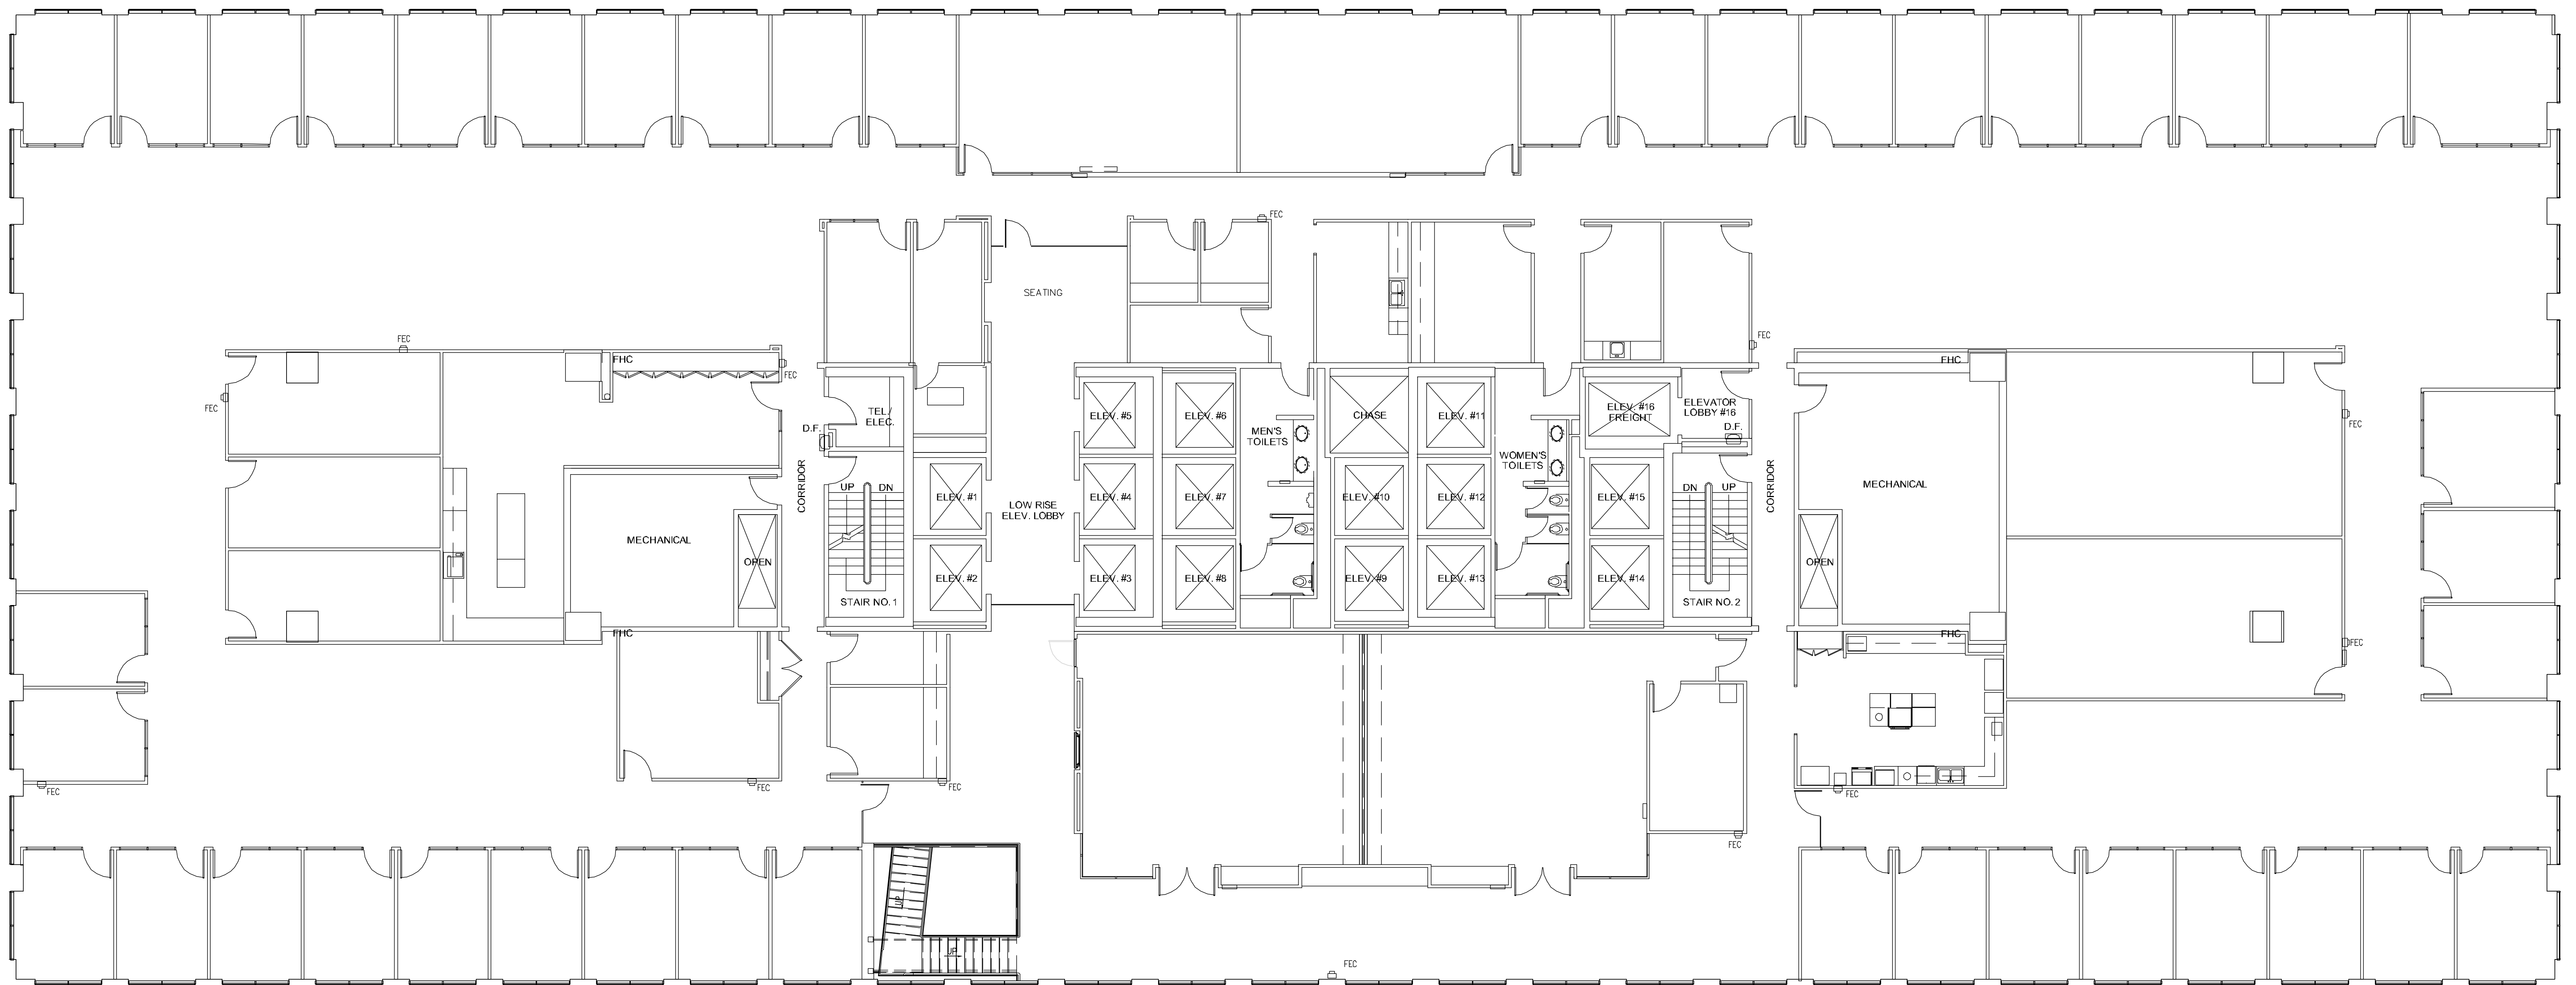 FEC
SEATING
FEC
FEC
FHC
FEC
FHC
FEC
ELEV. #5
ELEV. #6
CHASE
ELEV. #11
ELEV. #16
FREIGHT
ELEVATOR
LOBBY #16
TEL./
ELEC.
D.F.
D.F.
FEC
MEN'S
TOILETS
WOMEN'S
TOILETS
CORRIDOR
CORRIDOR
UP
DN
DN
UP
MECHANICAL
ELEV. #1
ELEV. #4
ELEV. #7
ELEV. #10
ELEV. #12
ELEV. #15
LOW RISE
ELEV. LOBBY
MECHANICAL
OPEN
OPEN
ELEV. #2
ELEV. #3
ELEV. #8
ELEV. #9
ELEV. #13
ELEV. #14
STAIR NO. 1
STAIR NO. 2
FHC
FHC
FEC
FEC
FEC
FEC
FEC
FEC
UP
UP
FEC